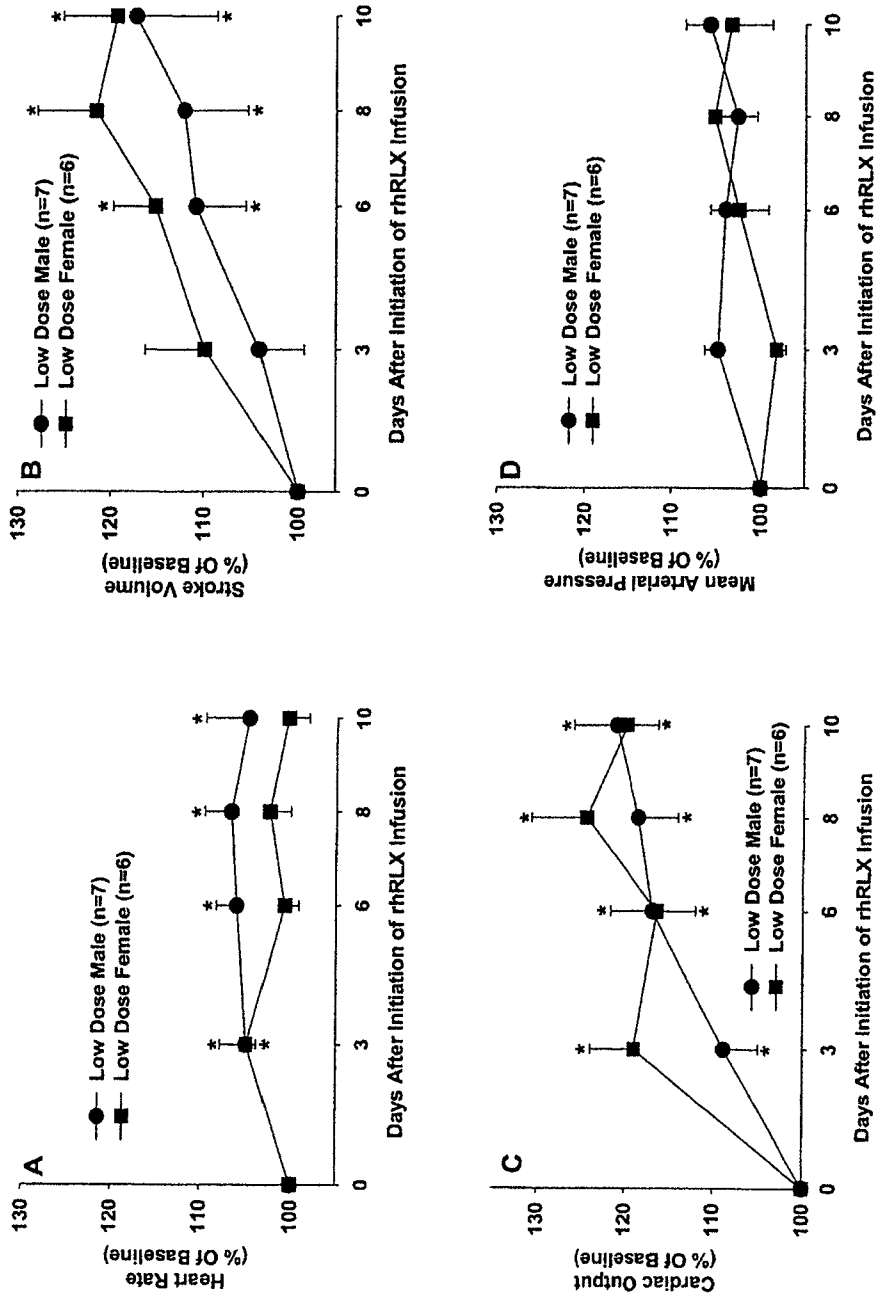 A
Heart Rate
(% Of Baseline)
130
110
100
Low Dose Male (n=7)
Low Dose Female (n=6)
*
*
*
*
*
0
3
6
8
10
Days After Initiation of rhRLX Infusion
B
Stroke Volume
(% Of Baseline)
130
120
110
100
Low Dose Male (n=7)
Low Dose Female (n=6)
*
*
*
*
*
*
0
3
6
8
10
Days After Initiation of rhRLX Infusion
C
Cardiac Output
(% Of Baseline)
130
120
110
100
*
*
*
*
*
*
*
*
Low Dose Male (n=7)
Low Dose Female (n=6)
0
3
6
8
10
Days After Initiation of rhRLX Infusion
D
Mean Arterial Pressure
(% Of Baseline)
130
120
110
100
Low Dose Male (n=7)
Low Dose Female (n=6)
0
3
6
8
10
Days After Initiation of rhRLX Infusion